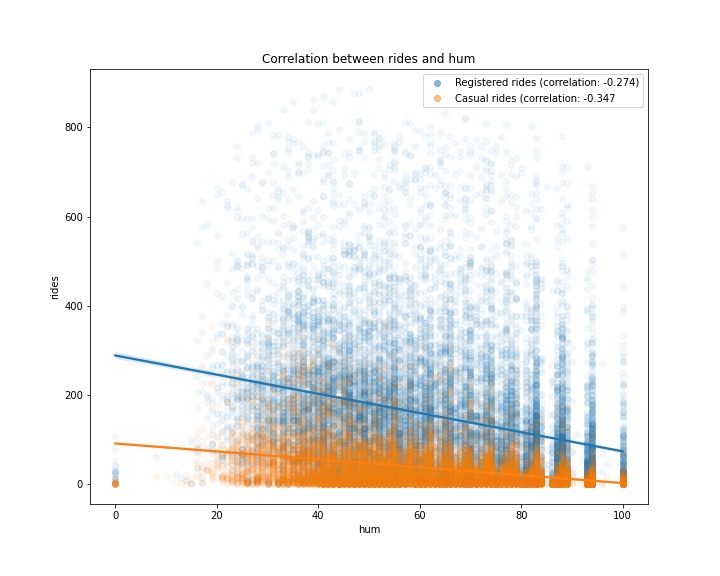 Correlation between rides and hum
Registered rides (correlation: -0.274)
Casual rides (correlation: -0.347
800
600
400
200
0
rides
0 20 40 60 80 100
hum